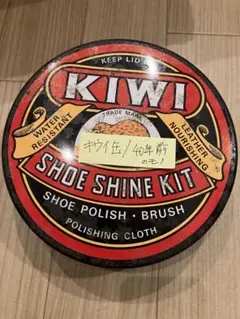 KEEP LID
KIWI
TRADE MARK
WATER
RESISTANT
LEATHER
NOURISHING
キウイ缶/40年前
のモノ
SHOE SHINE KIT
SHOE POLISH · BRUSH
POLISHING CLOTH